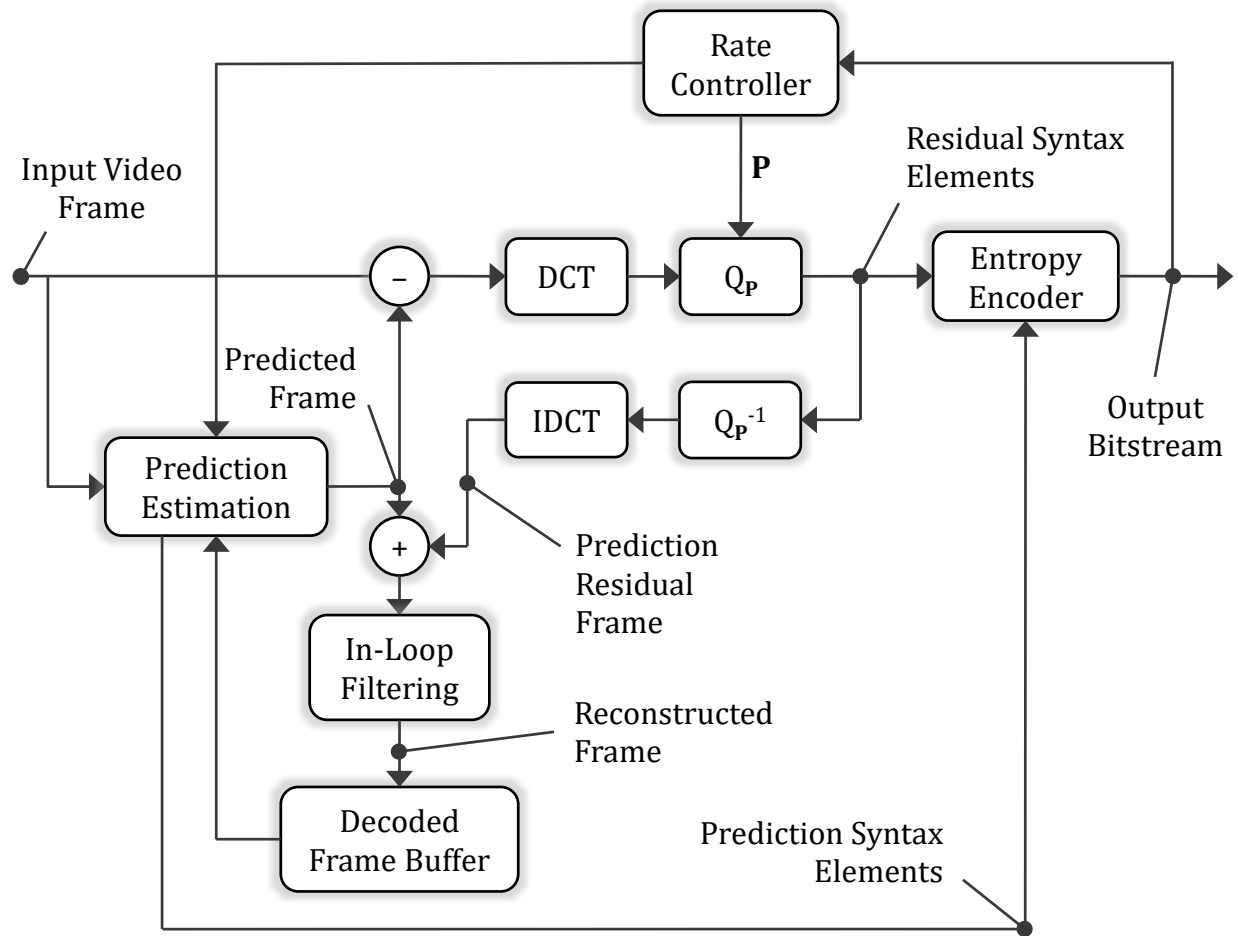 Rate
Controller
Input Video
Frame
P
Residual Syntax
Elements
−
DCT
QP
Entropy
Encoder
Predicted
Frame
IDCT
QP-1
Output
Bitstream
Prediction
Estimation
+
Prediction
Residual
Frame
In-Loop
Filtering
Reconstructed
Frame
Decoded
Frame Buffer
Prediction Syntax
Elements